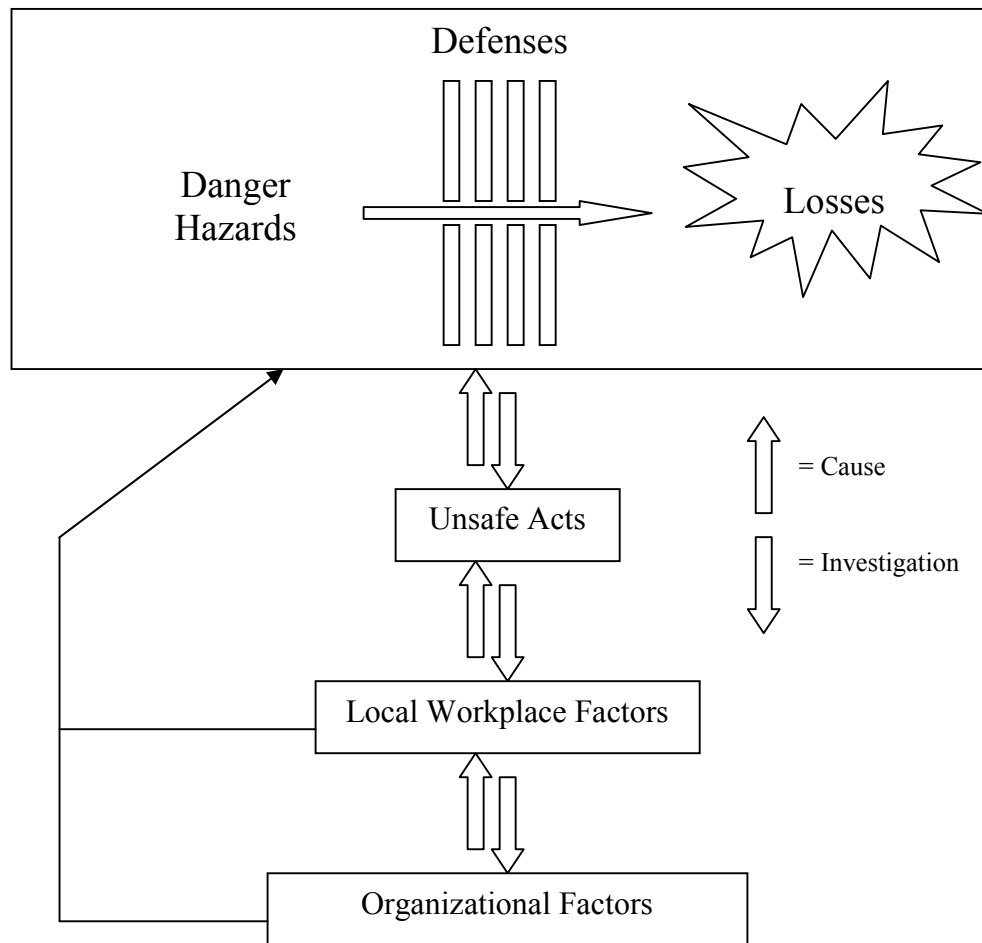 Defenses
Danger
Hazards
Losses
= Cause
Unsafe Acts
= Investigation
Local Workplace Factors
Organizational Factors